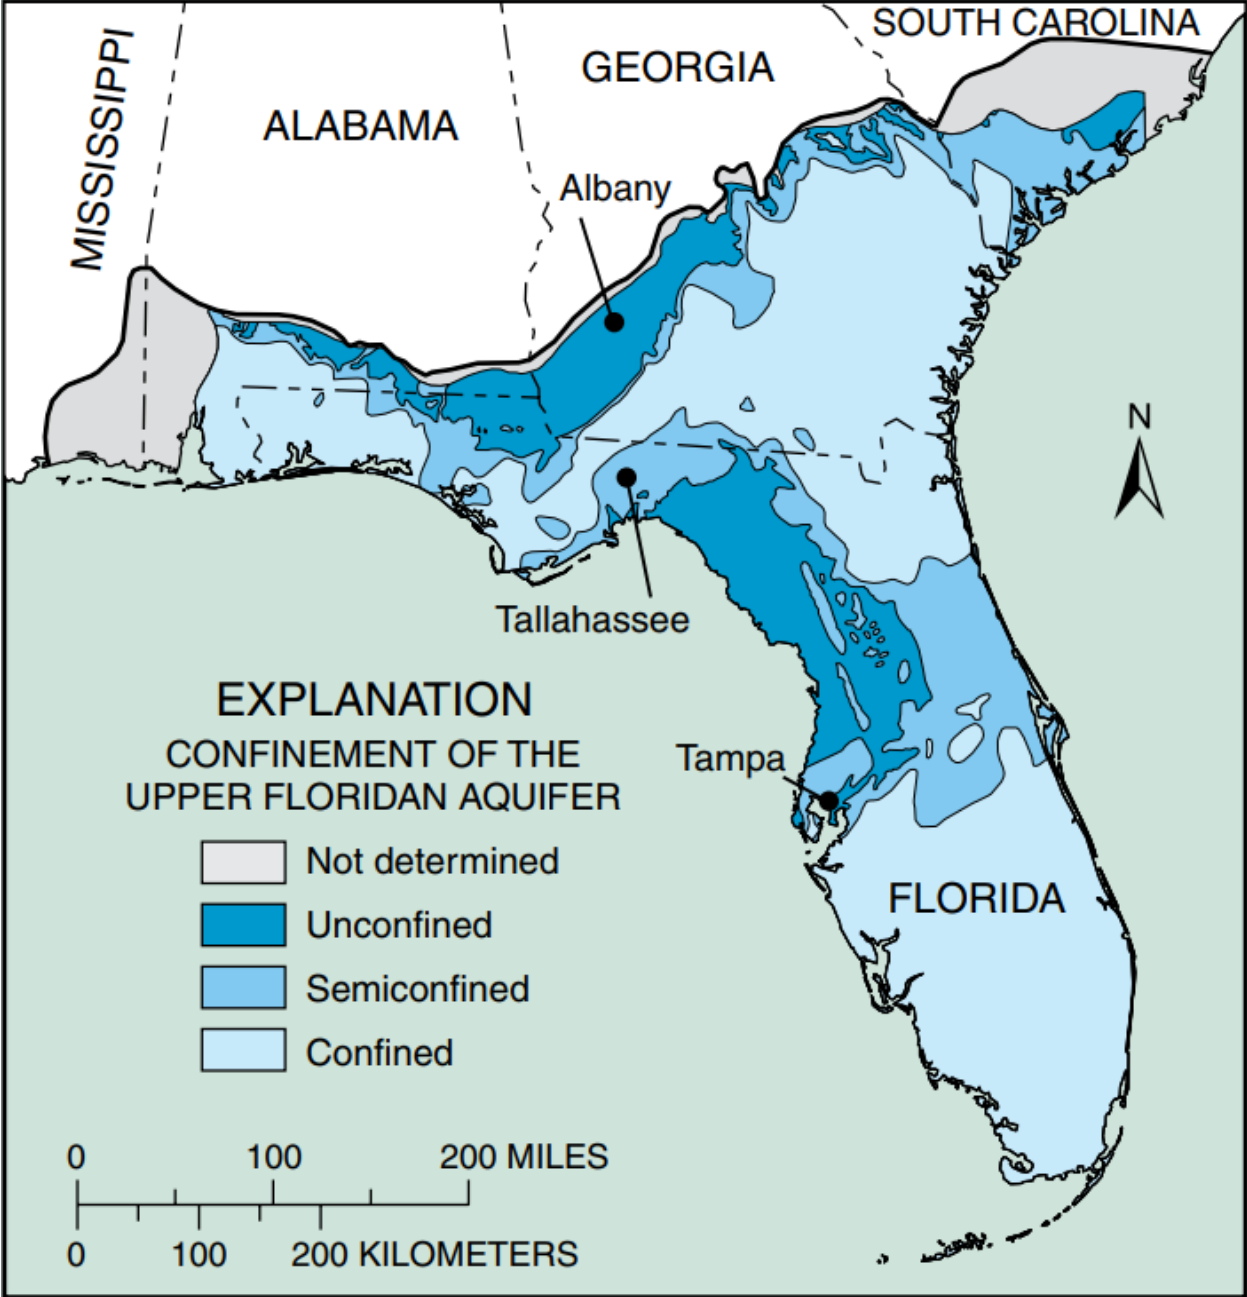 SOUTH CAROLINA
GEORGIA
MISSISSIPPI
ALABAMA
Albany
N
Tallahassee
EXPLANATION
CONFINEMENT OF THE
UPPER FLORIDAN AQUIFER
Tampa
Not determined
FLORIDA
Unconfined
Semiconfined
Confined
0 100 200 MILES
0 100 200 KILOMETERS